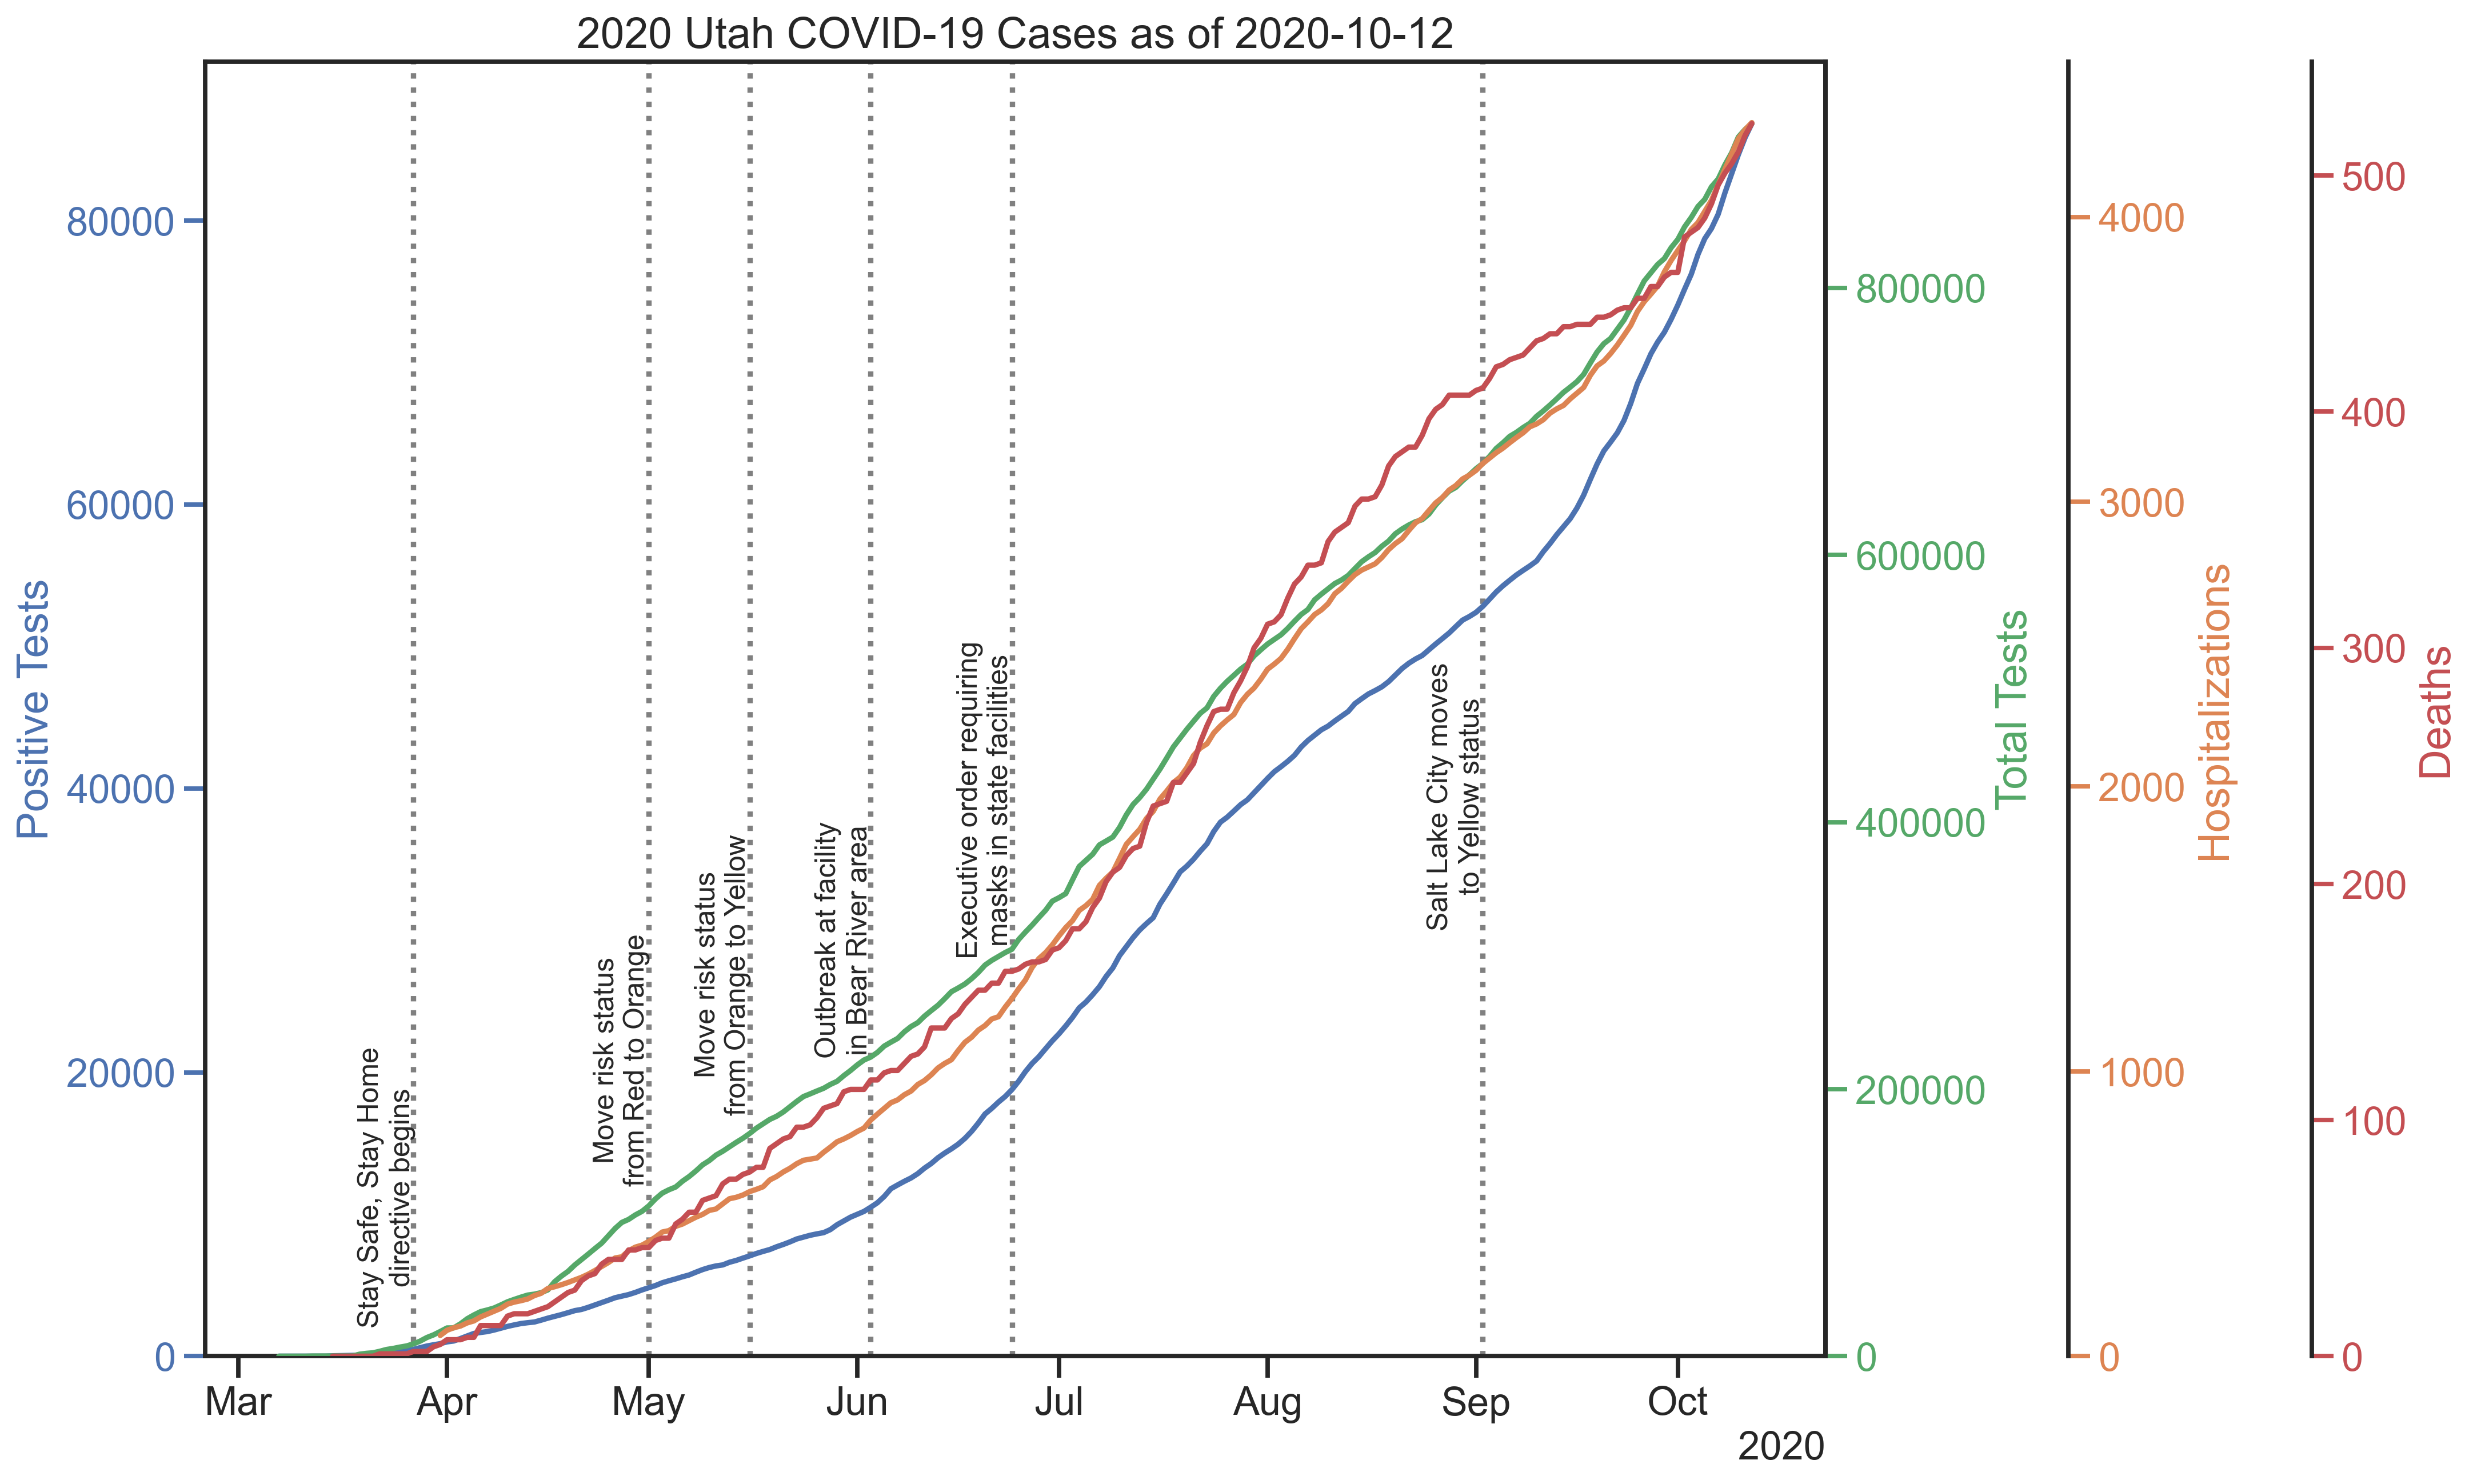 2020 Utah COVID-19 Cases as of 2020-10-12
Positive Tests
80000
60000
40000
20000
0
Stay Safe, Stay Home
directive begins
Move risk status
from Red to Orange
Move risk status
from Orange to Yellow
Outbreak at facility
in Bear River area
Executive order requiring
masks in state facilities
Salt Lake City moves
to Yellow status
Mar
Apr
May
Jun
Jul
Aug
Sep
Oct
2020
800000
600000
400000
200000
0
Total Tests
4000
3000
2000
1000
0
Hospitalizations
500
400
300
200
100
0
Deaths